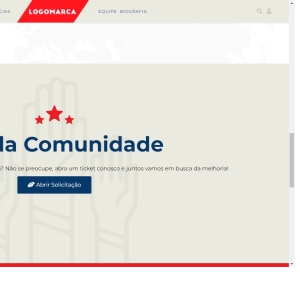 CIAS LOGOMARCA EQUIPE BIOGRAFIA
da Comunidade
? Não se preocupe, abra um ticket conosco e juntos vamos em busca da melhoria!
Abrir Solicitação